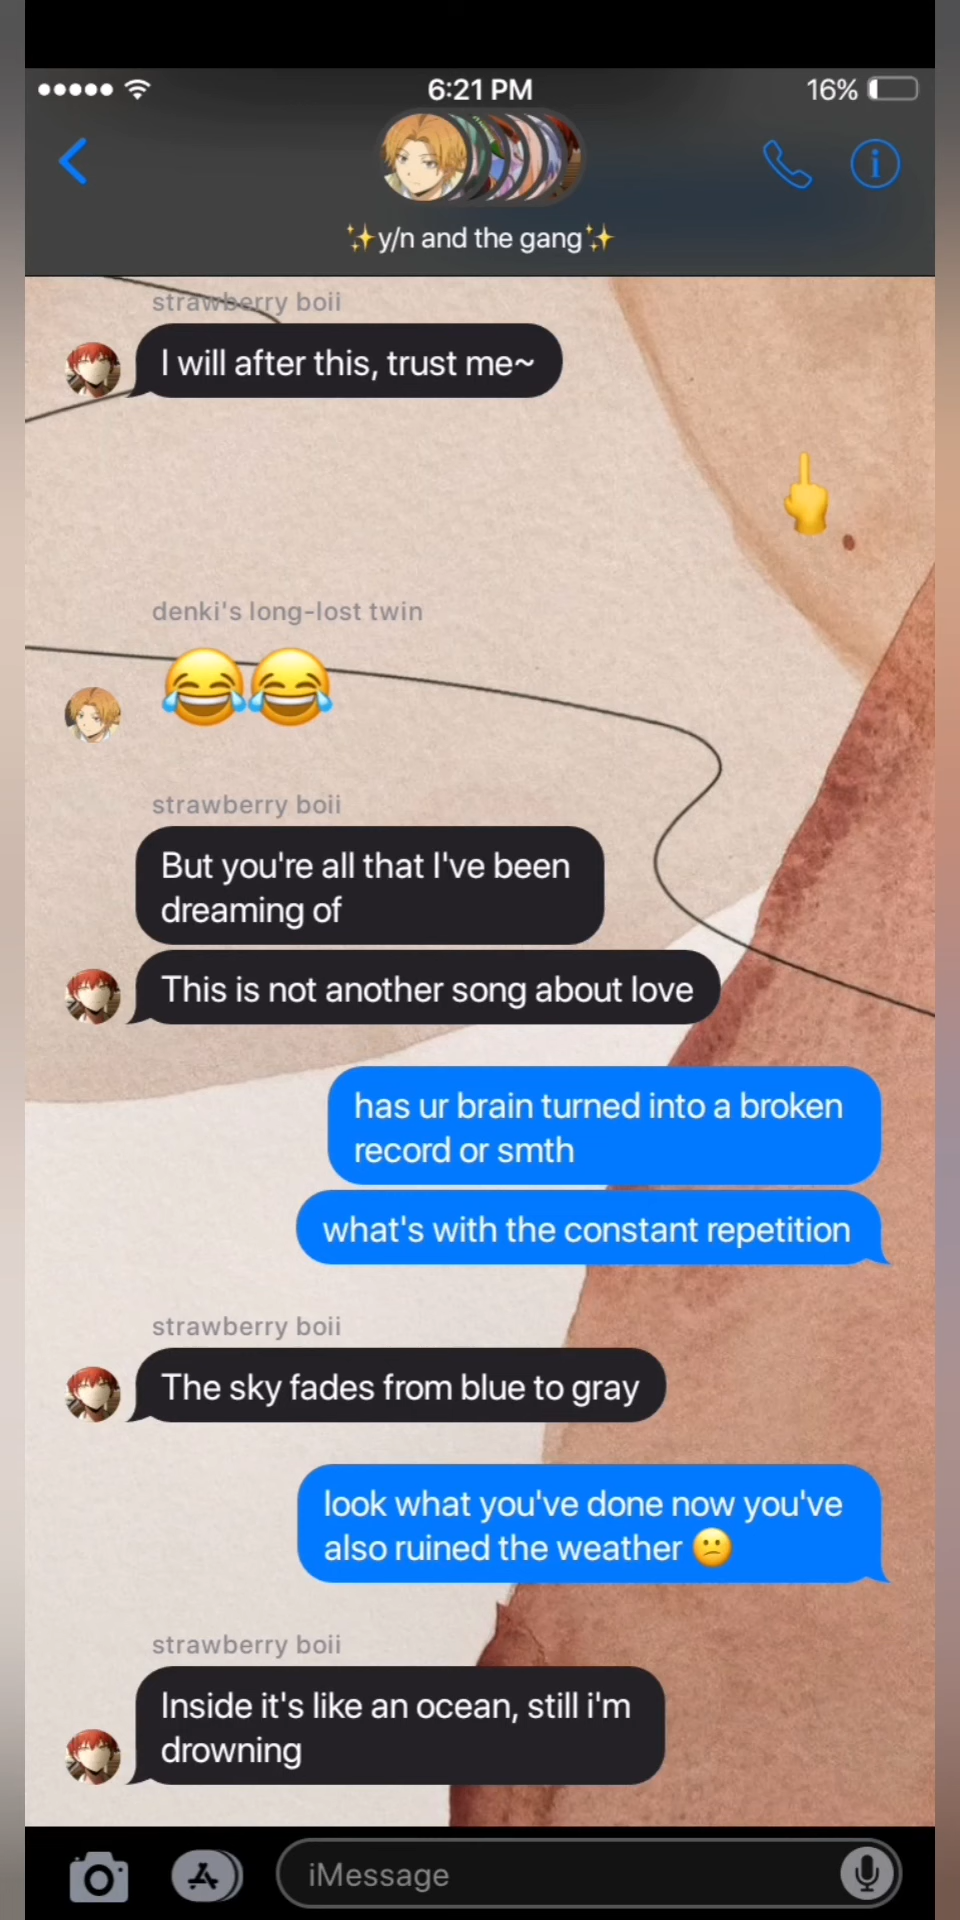 6:21 PM
16%
✨y/n and the gang✨
strawberry boii
I will after this, trust me~
🖕
denki's long-lost twin
😂😂
strawberry boii
But you're all that I've been
dreaming of
This is not another song about love
has ur brain turned into a broken
record or smth
what's with the constant repetition
strawberry boii
The sky fades from blue to gray
look what you've done now you've
also ruined the weather 😕
strawberry boii
Inside it's like an ocean, still i'm
drowning
iMessage